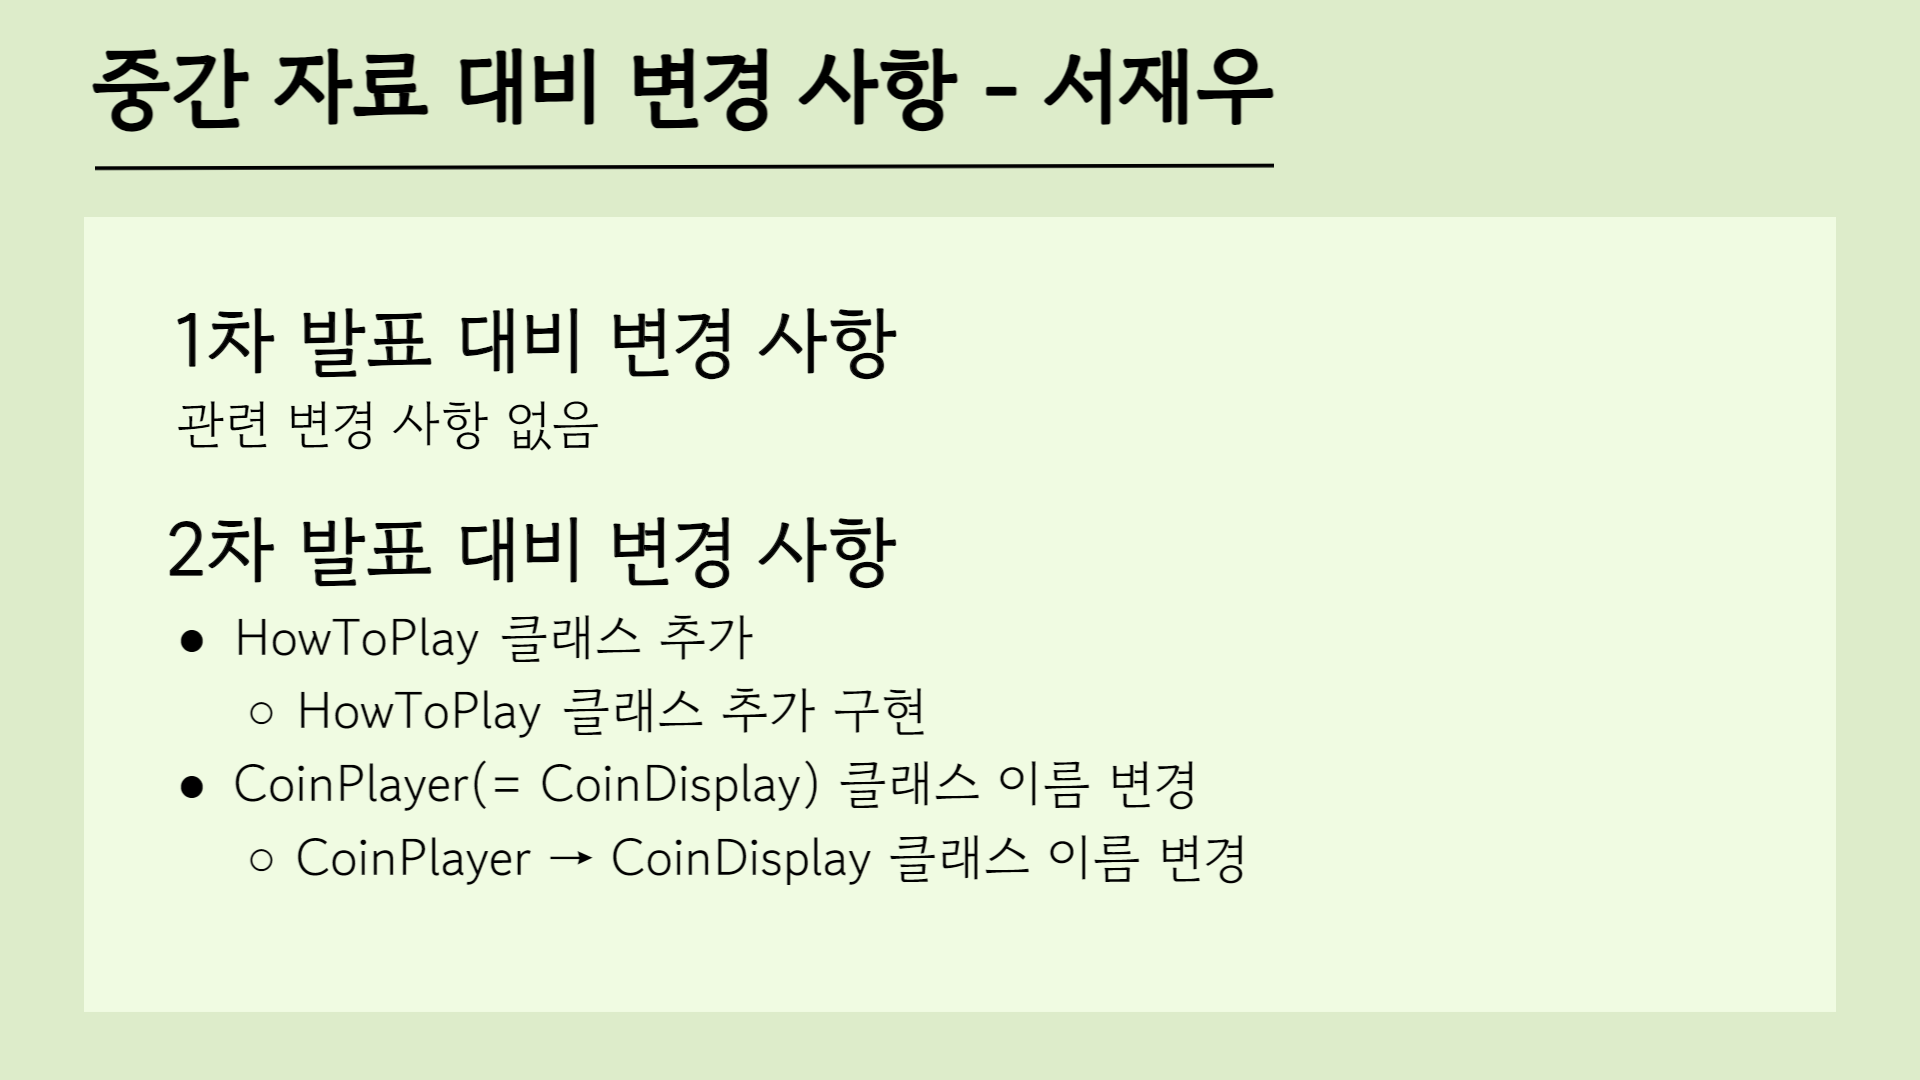 중간 자료 대비 변경 사항 - 서재우
1차 발표 대비 변경 사항
관련 변경 사항 없음
2차 발표 대비 변경 사항
● HowToPlay 클래스 추가
○ HowToPlay 클래스 추가 구현
● CoinPlayer(= CoinDisplay) 클래스 이름 변경
○ CoinPlayer → CoinDisplay 클래스 이름 변경